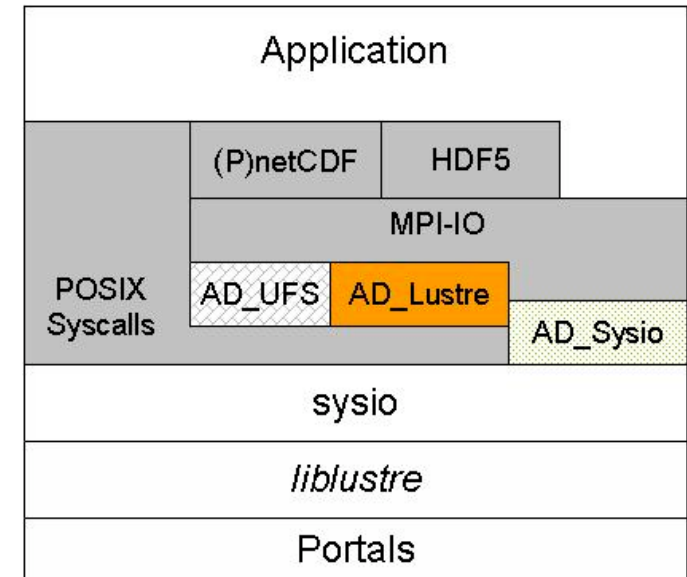 Application
(P)netCDF
HDF5
MPI-IO
POSIX
Syscalls
AD_UFS
AD_Lustre
AD_Sysio
sysio
liblustre
Portals